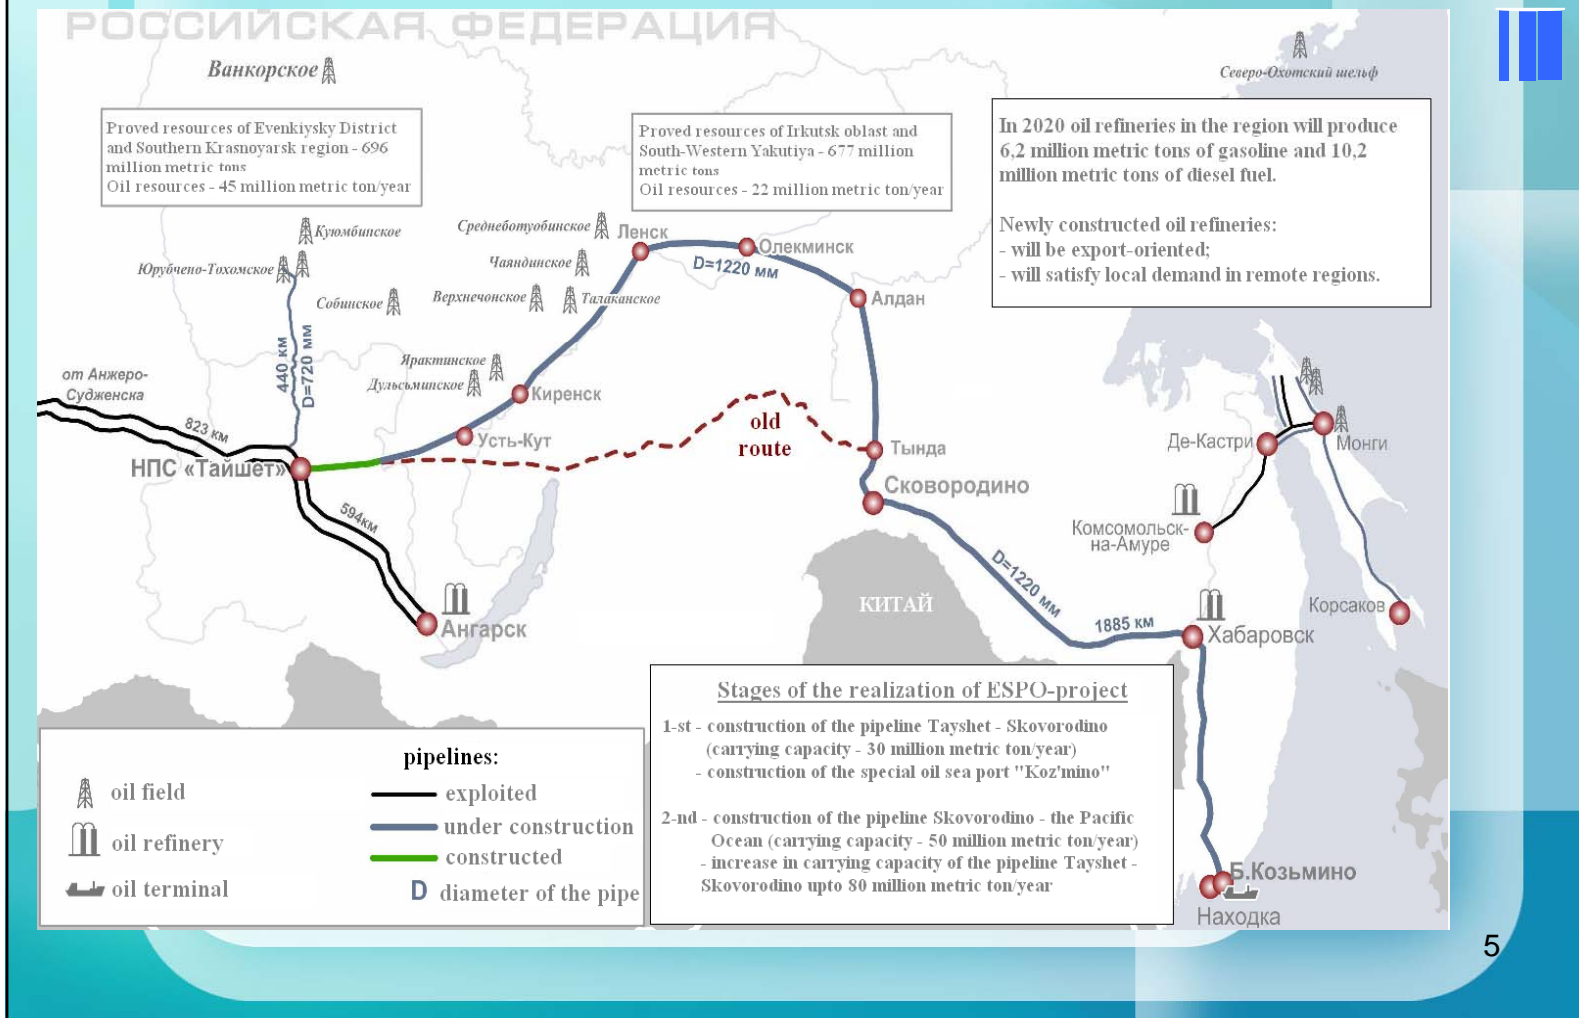 РОССИЙСКАЯ ФЕДЕРАЦИЯ
Ванкорское
Северо-Охотский шельф
Proved resources of Evenkiysky District
and Southern Krasnoyarsk region - 696
million metric tons
Oil resources - 45 million metric ton/year
Proved resources of Irkutsk oblast and
South-Western Yakutiya - 677 million
metric tons
Oil resources - 22 million metric ton/year
In 2020 oil refineries in the region will produce
6,2 million metric tons of gasoline and 10,2
million metric tons of diesel fuel.
Newly constructed oil refineries:
- will be export-oriented;
- will satisfy local demand in remote regions.
Куюмбинское
Юрубчено-Тохомское
Собинское
Среднеботуобинское
Чаяндинское
Верхнечонское
Талаканское
Ярактинское
Дульсьминское
Ленск
Олекминск
D=1220 мм
Алдан
440 км
D=720 мм
от Анжеро-
Судженска
823 км
НПС «Тайшет»
Киренск
Усть-Кут
old
route
Тында
Сковородино
594км
Ангарск
КИТАЙ
D=1220 мм
1885 км
Де-Кастри
Монги
Комсомольск-
на-Амуре
Корсаков
Хабаровск
Б.Козьмино
Находка
Stages of the realization of ESPO-project
1-st - construction of the pipeline Tayshet - Skovorodino
(carrying capacity - 30 million metric ton/year)
- construction of the special oil sea port "Koz'mino"
2-nd - construction of the pipeline Skovorodino - the Pacific
Ocean (carrying capacity - 50 million metric ton/year)
- increase in carrying capacity of the pipeline Tayshet -
Skovorodino upto 80 million metric ton/year
pipelines:
oil field
exploited
under construction
oil refinery
constructed
oil terminal
D diameter of the pipe
5